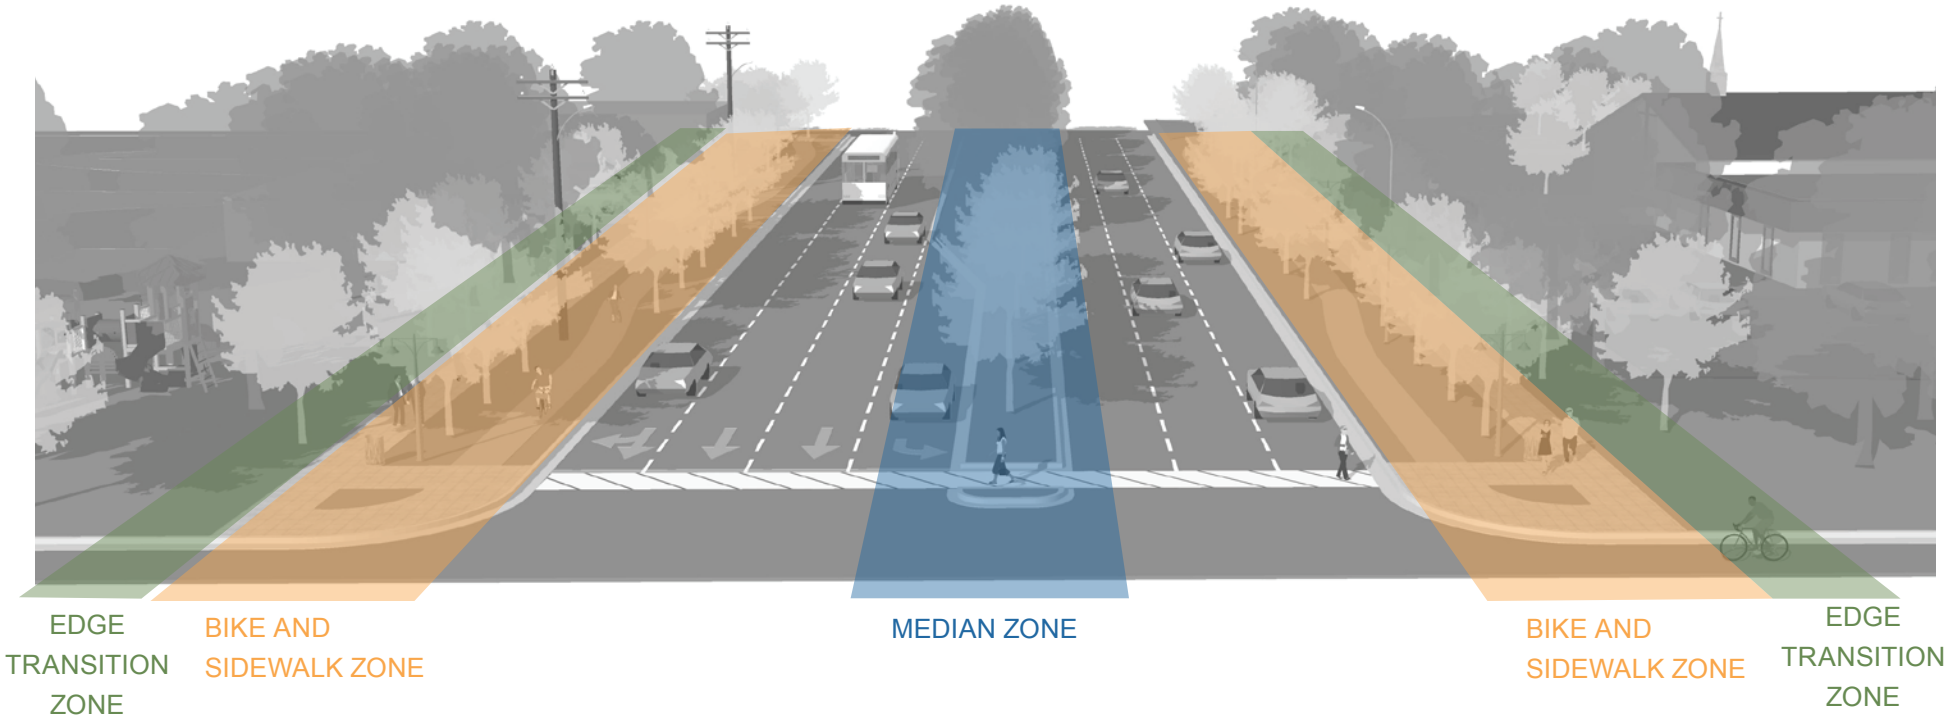 EDGE
TRANSITION
ZONE
BIKE AND
SIDEWALK ZONE
MEDIAN ZONE
BIKE AND
SIDEWALK ZONE
EDGE
TRANSITION
ZONE